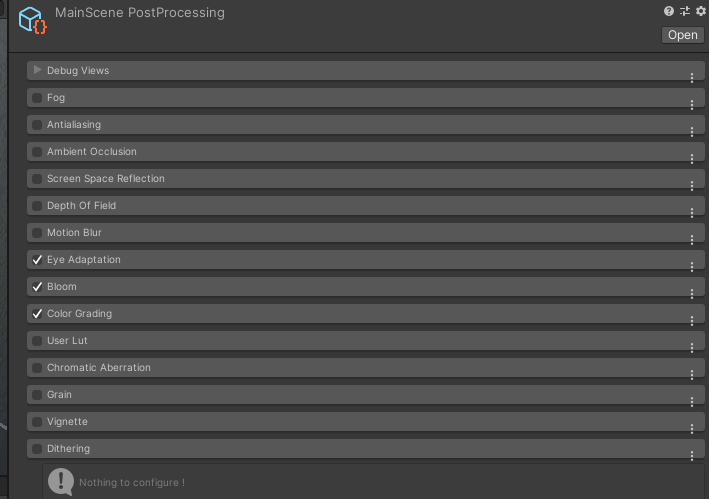 MainScene PostProcessing
Open
Debug Views
Fog
Antialiasing
Ambient Occlusion
Screen Space Reflection
Depth Of Field
Motion Blur
Eye Adaptation
Bloom
Color Grading
User Lut
Chromatic Aberration
Grain
Vignette
Dithering
Nothing to configure !